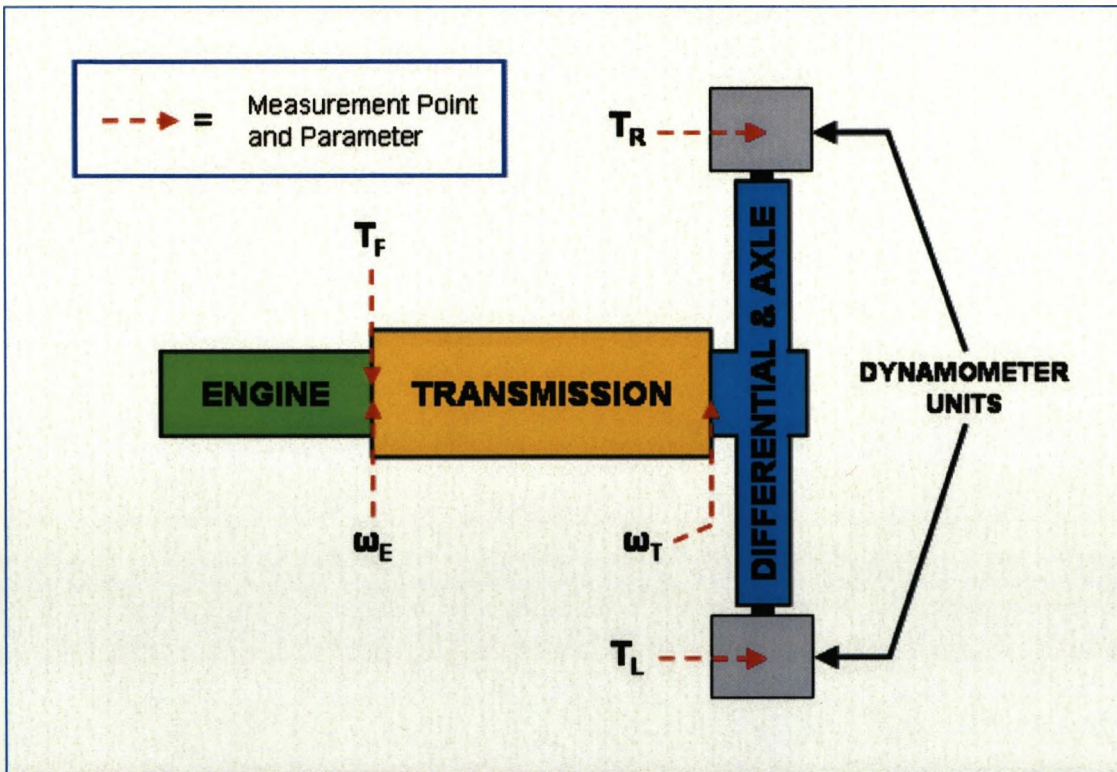 = Measurement Point
and Parameter
T_R
T_F
ENGINE
TRANSMISSION
DIFFERENTIAL & AXLE
DYNAMOMETER
UNITS
ω_E
ω_T
T_L